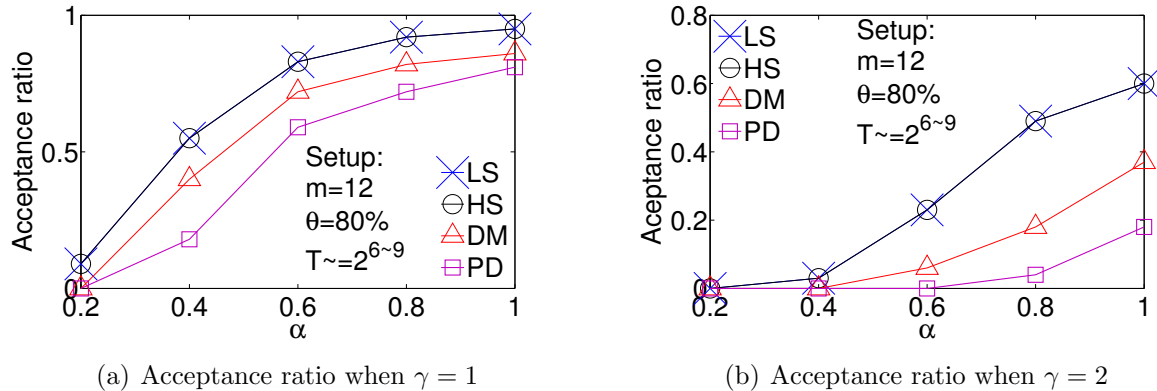 Acceptance ratio
1
0.5
0
0.2
0.4
0.6
0.8
1
α
Setup:
m=12
θ=80%
T~=2^{6~9}
LS
HS
DM
PD
(a) Acceptance ratio when γ = 1
Acceptance ratio
0.8
0.6
0.4
0.2
0
0.2
0.4
0.6
0.8
1
α
LS
HS
DM
PD
Setup:
m=12
θ=80%
T~=2^{6~9}
(b) Acceptance ratio when γ = 2